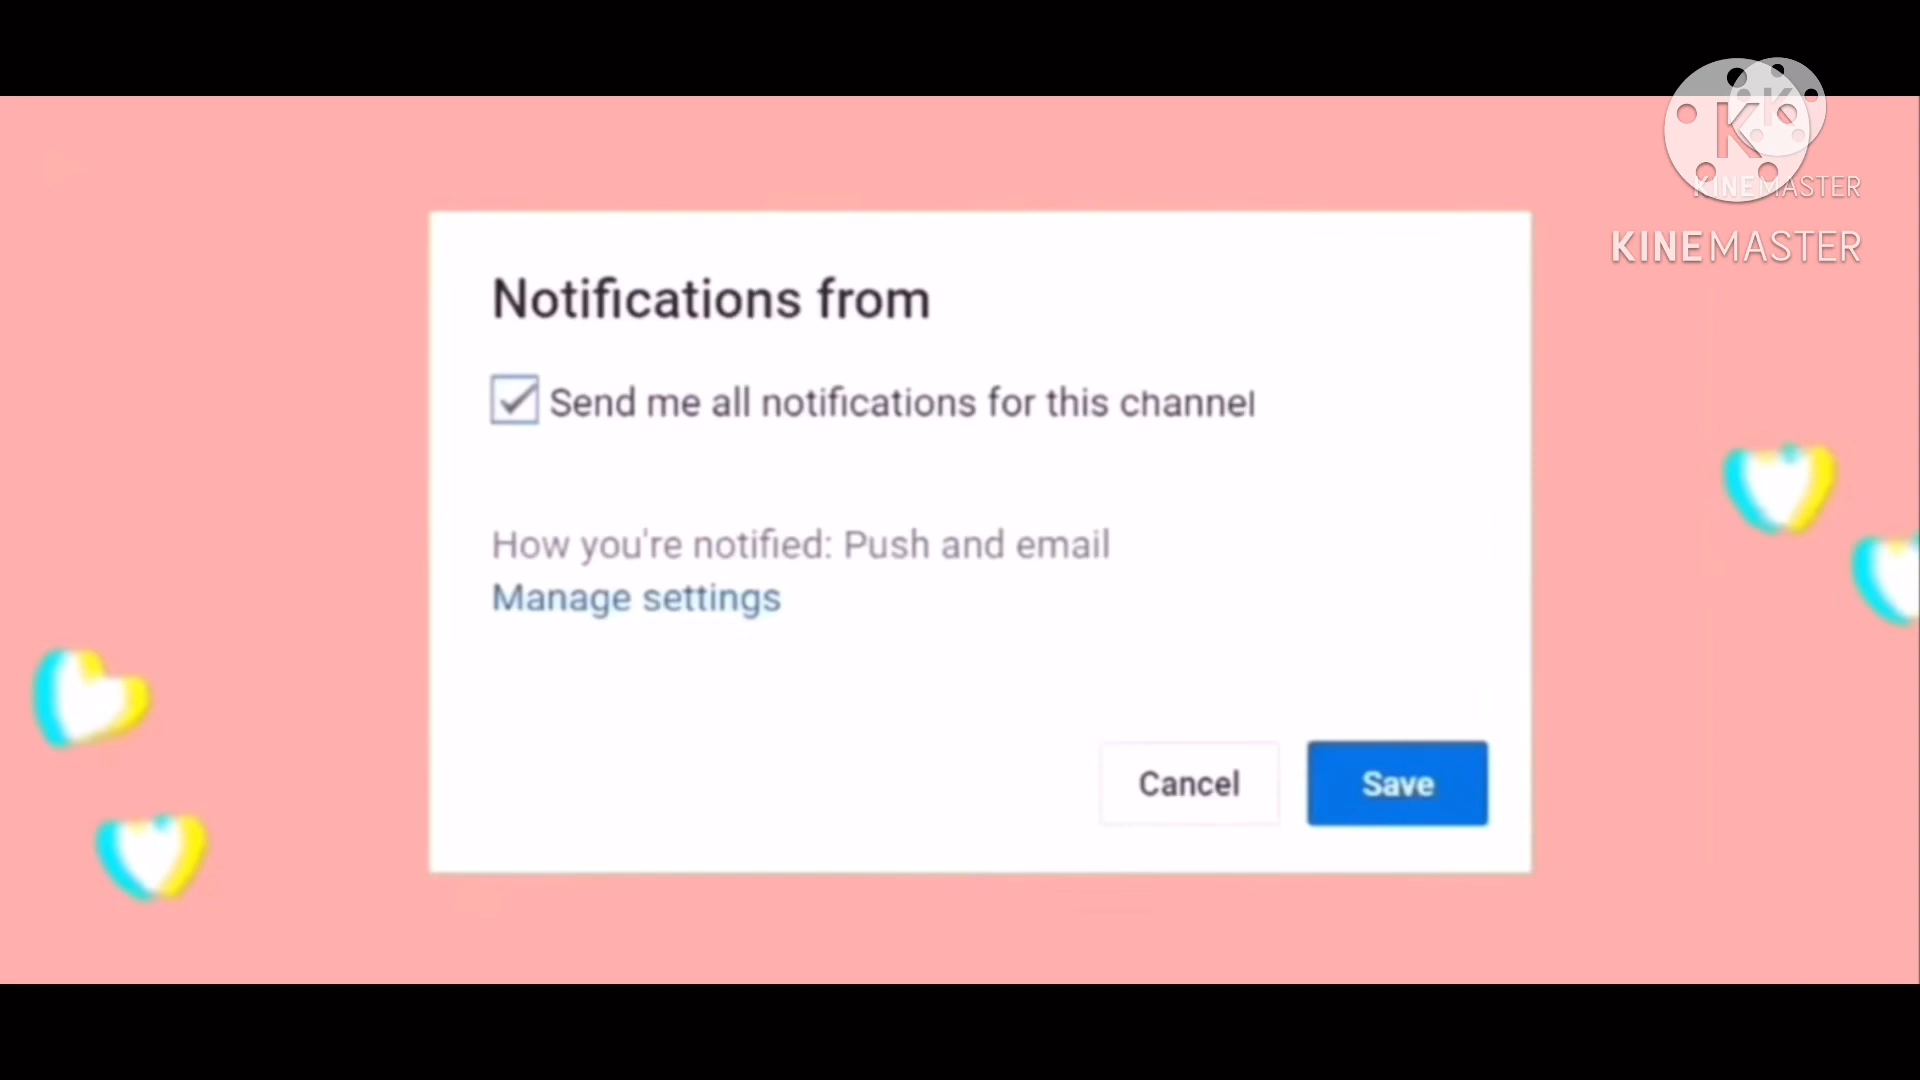 KINEMASTER
KINEMASTER
Notifications from
Send me all notifications for this channel
How you're notified: Push and email
Manage settings
Cancel
Save